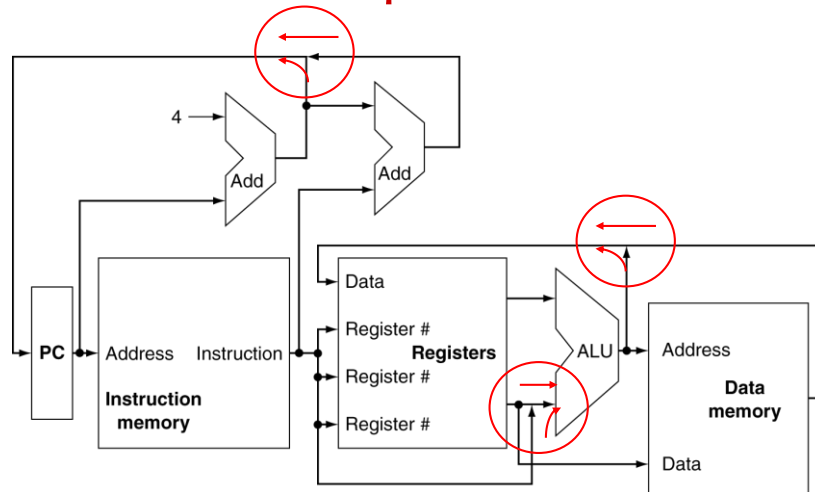 4
Add
Add
Data
Register #
PC
Address
Instruction
Registers
ALU
Address
Register #
Instruction
memory
Data
memory
Register #
Data